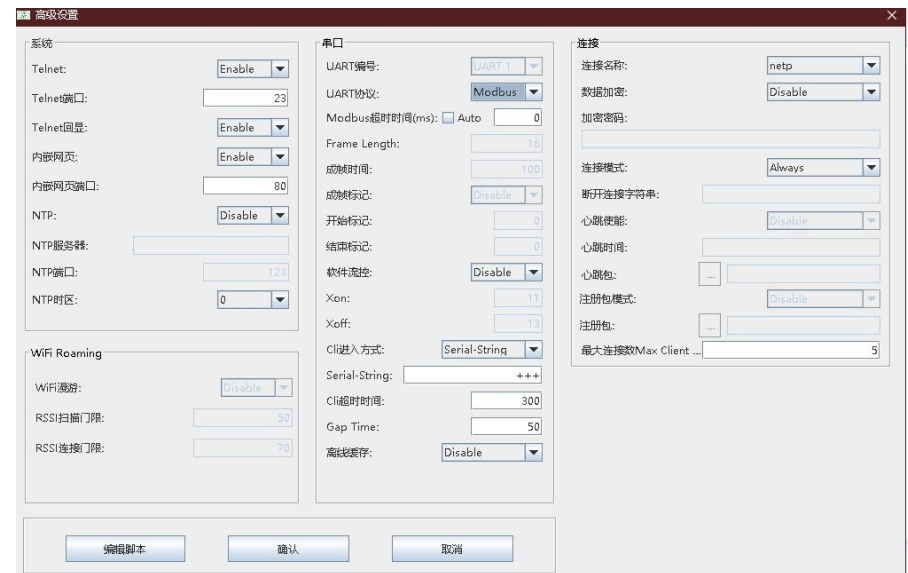 高级设置
系统
Telnet: Enable
Telnet端口: 23
Telnet回显: Enable
内嵌网页: Enable
内嵌网页端口: 80
NTP: Disable
NTP服务器:
NTP端口: 123
NTP时区: 0
WiFi Roaming
WiFi漫游: Disable
RSSI扫描门限: 50
RSSI连接门限: 70
串口
UART编号: UART 1
UART协议: Modbus
Modbus超时时间(ms): Auto 0
Frame Length: 16
成帧时间: 100
成帧标记: Disable
开始标记: 0
结束标记: 0
软件流控: Disable
Xon: 11
Xoff: 13
Cli进入方式: Serial-String
Serial-String: +++
Cli超时时间: 300
Gap Time: 50
离线缓存: Disable
连接
连接名称: netp
数据加密: Disable
加密密码:
连接模式: Always
断开连接字符串:
心跳使能: Disable
心跳时间:
心跳包: ...
注册包模式: Disable
注册包: ...
最大连接数Max Client ... 5
编辑脚本 确认 取消